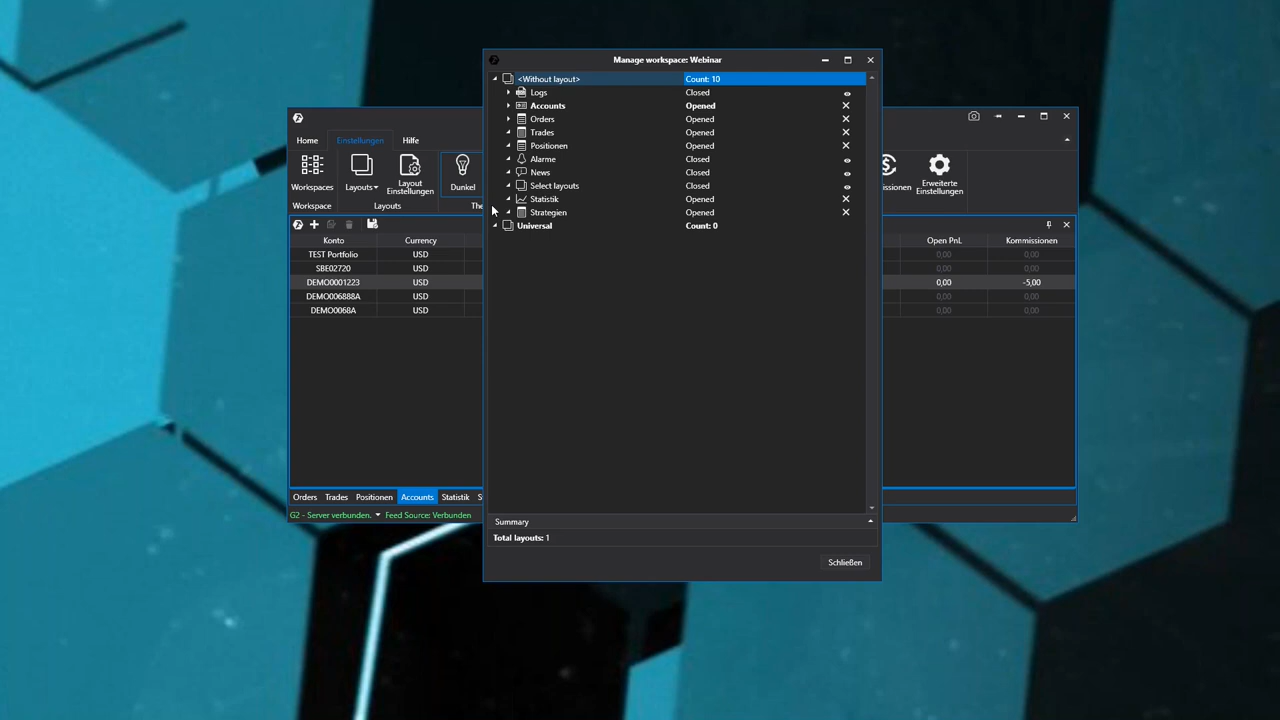 Manage workspace: Webinar
<Without layout> Count: 10
Logs Closed
Accounts Opened
Orders Opened
Trades Opened
Positionen Opened
Alarme Closed
News Closed
Select layouts Closed
Statistik Opened
Strategien Opened
Universal Count: 0
Summary
Total layouts: 1
Schließen
Home Einstellungen Hilfe
Workspaces Layouts Layout Einstellungen Dunkel Erweiterte Einstellungen
Workspace Layouts
Konto Currency Open PnL Kommissionen
TEST Portfolio USD 0,00 0,00
SBE02720 USD 0,00 0,00
DEMO0001223 USD 0,00 -5,00
DEMO006888A USD 0,00 0,00
DEMO0068A USD 0,00 0,00
Orders Trades Positionen Accounts Statistik
G2 - Server verbunden. Feed Source: Verbunden